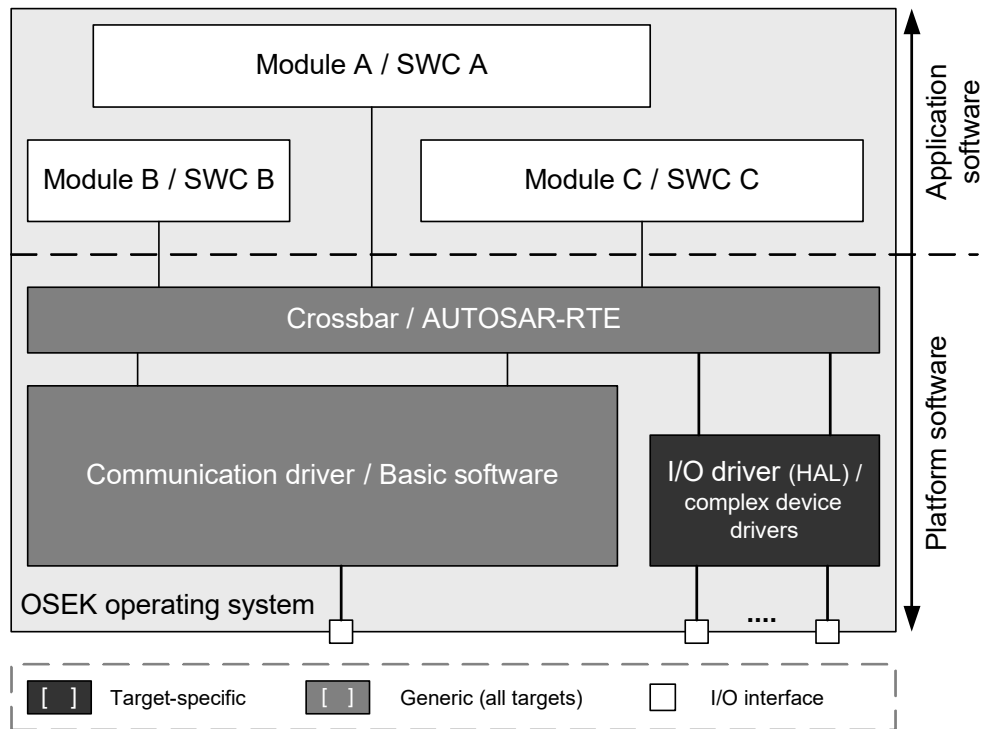 Module A / SWC A
Module B / SWC B
Module C / SWC C
Application
software
Crossbar / AUTOSAR-RTE
Communication driver / Basic software
I/O driver (HAL) /
complex device
drivers
Platform software
OSEK operating system
....
[ ] Target-specific
[ ] Generic (all targets)
I/O interface